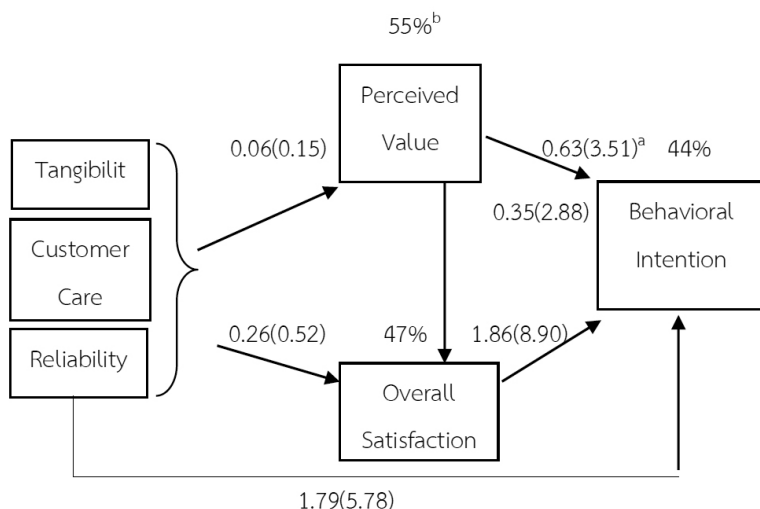 55%b
Perceived
Value
0.06(0.15)
0.63(3.51)a
44%
Tangibilit
0.35(2.88)
Behavioral
Intention
Customer
Care
0.26(0.52)
47%
1.86(8.90)
Reliability
Overall
Satisfaction
1.79(5.78)